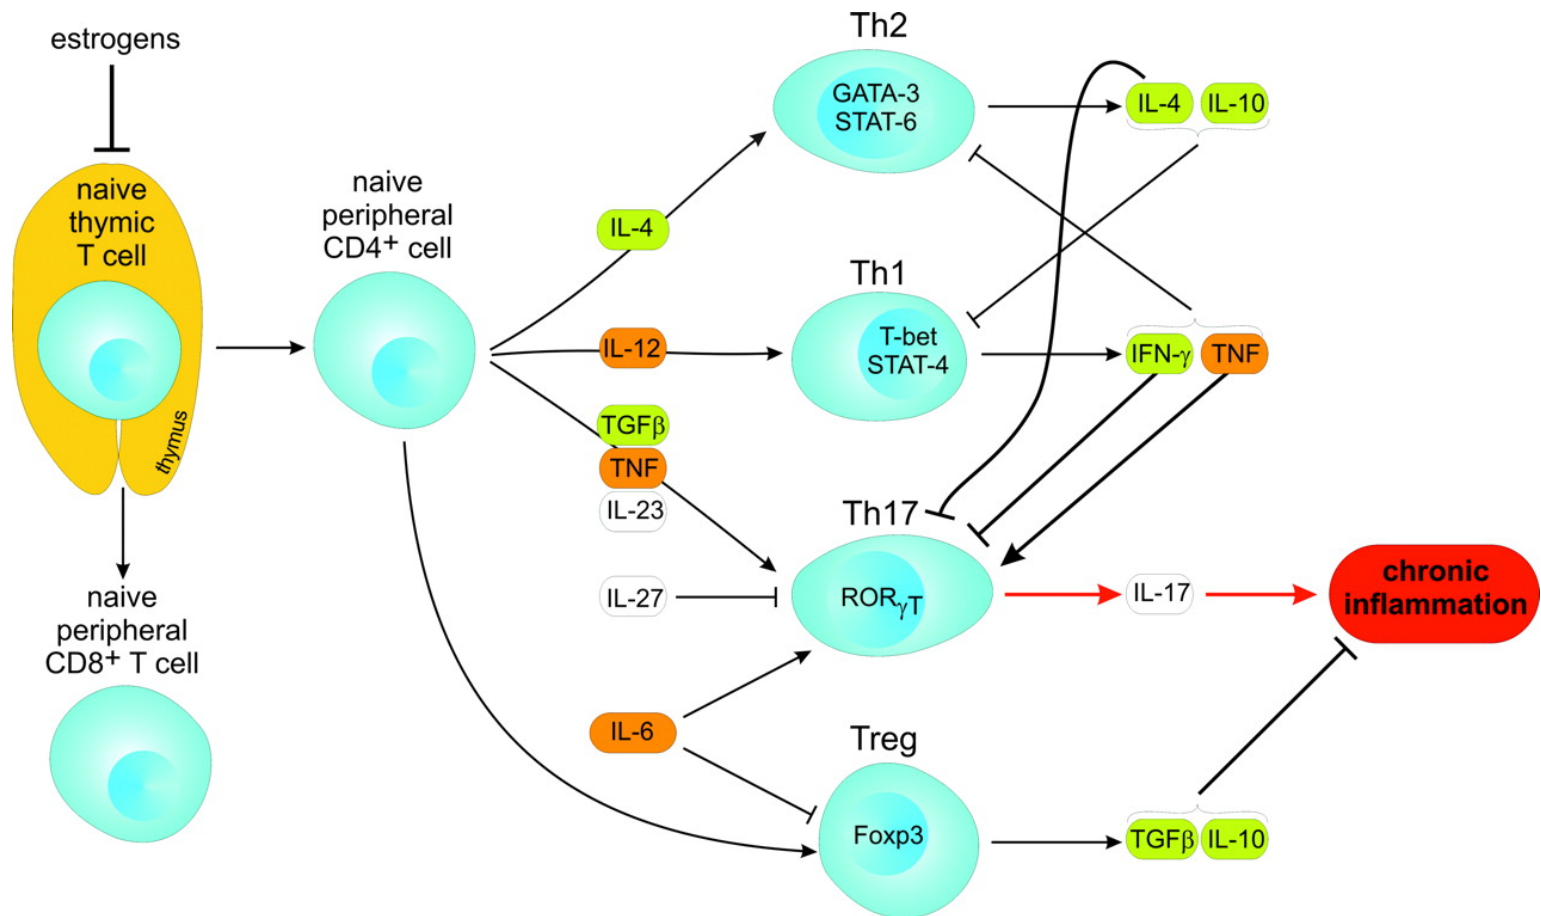 estrogens
naive
thymic
T cell
thymus
naive
peripheral
CD8+ T cell
naive
peripheral
CD4+ cell
IL-4
IL-12
TGFβ
TNF
IL-23
IL-27
IL-6
Th2
GATA-3
STAT-6
IL-4 IL-10
Th1
T-bet
STAT-4
IFN-γ TNF
Th17
RORγT
IL-17
chronic
inflammation
Treg
Foxp3
TGFβ IL-10